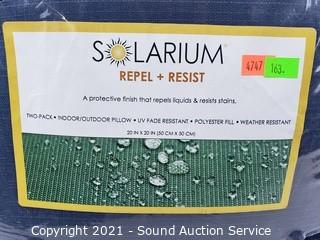 SOLARIUM®
4747
163.
REPEL + RESIST
A protective finish that repels liquids & resists stains.
TWO-PACK • INDOOR/OUTDOOR PILLOW • UV FADE RESISTANT • POLYESTER FILL • WEATHER RESISTANT
20 IN X 20 IN (50 CM X 50 CM)
Copyright 2021 - Sound Auction Service